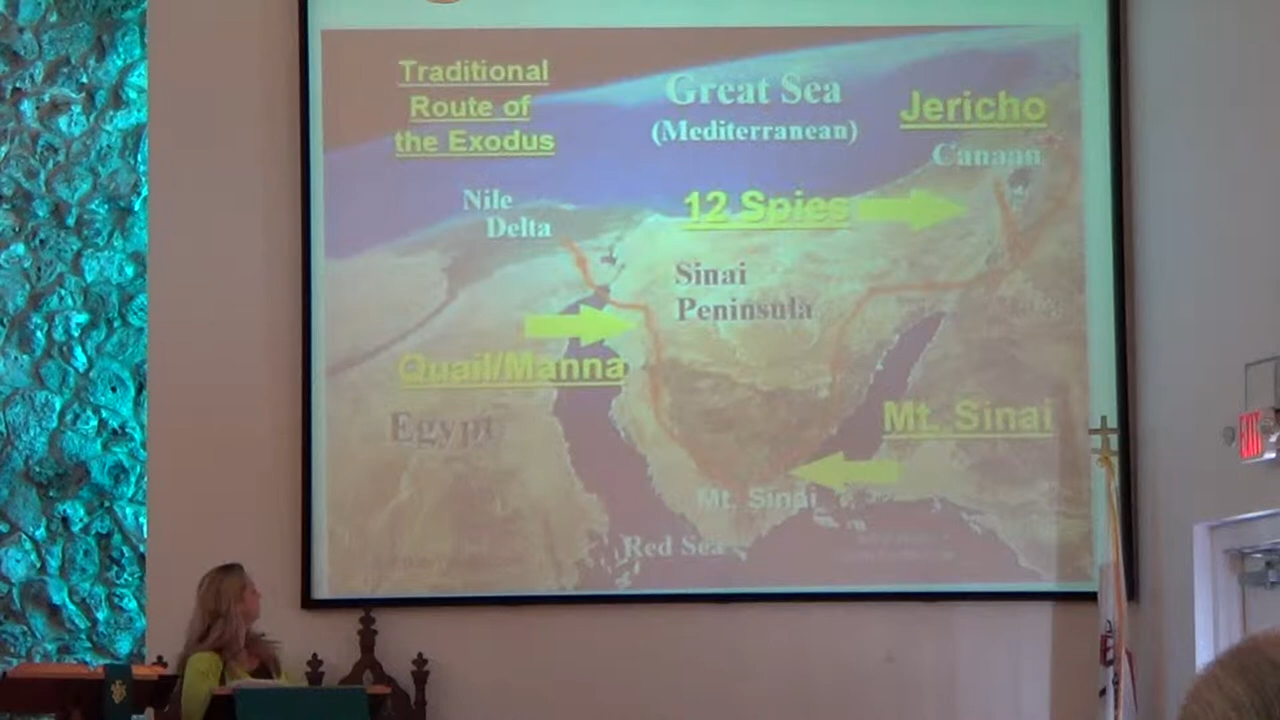 Traditional
Route of
the Exodus
Great Sea
(Mediterranean)
Jericho
Canaan
Nile
Delta
12 Spies
Sinai
Peninsula
Quail/Manna
Egypt
Mt. Sinai
Mt. Sinai
Red Sea
EXIT